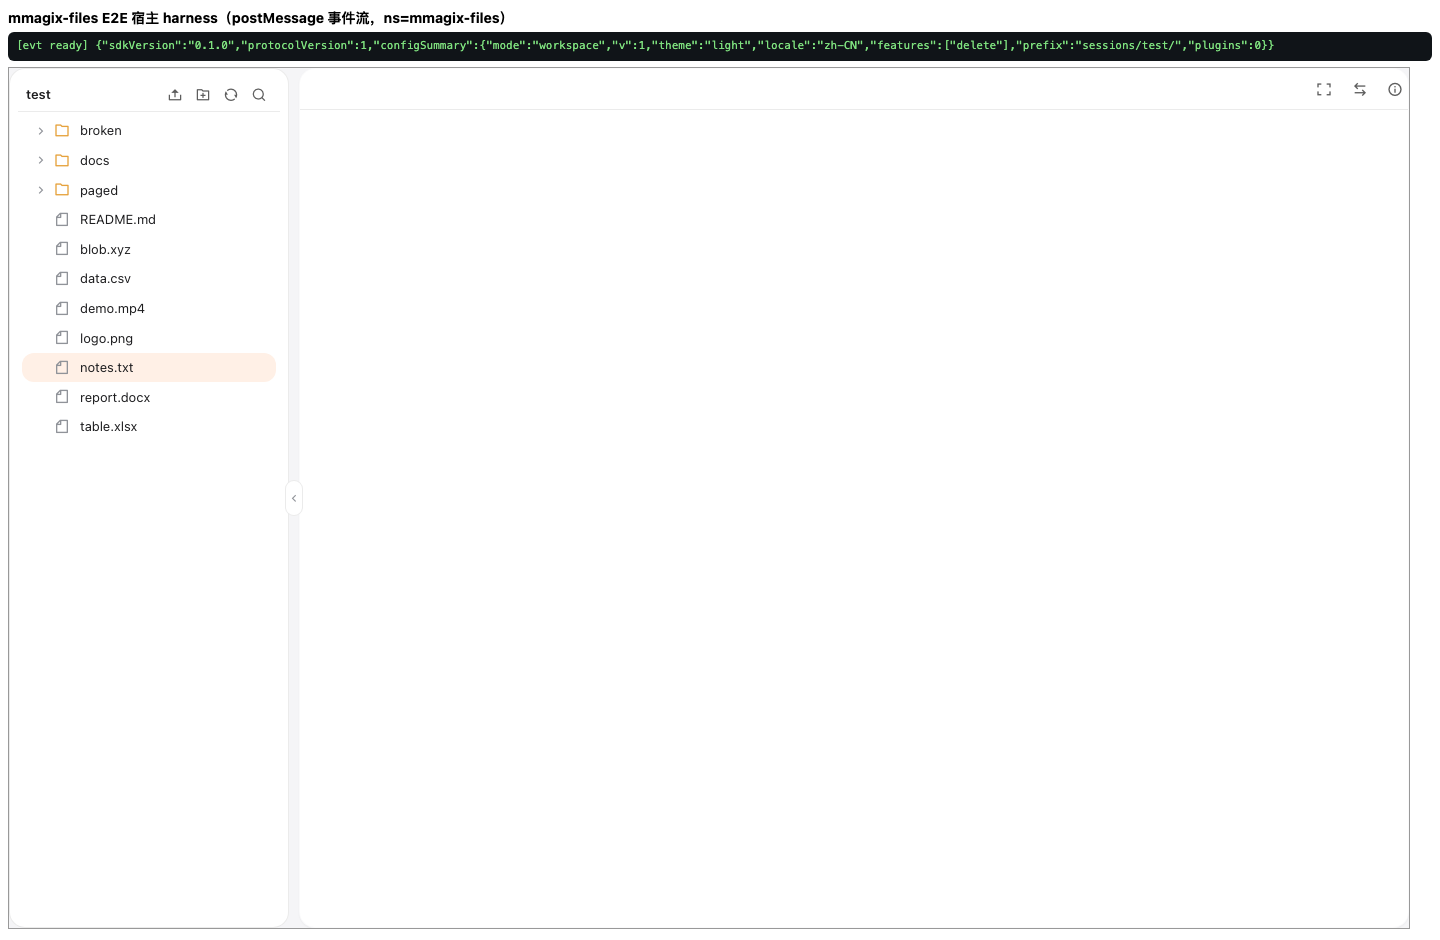 mmagix-files E2E 宿主 harness（postMessage 事件流，ns=mmagix-files）
[evt ready] {"sdkVersion":"0.1.0","protocolVersion":1,"configSummary":{"mode":"workspace","v":1,"theme":"light","locale":"zh-CN","features":["delete"],"prefix":"sessions/test/","plugins":0}}
test
broken
docs
paged
README.md
blob.xyz
data.csv
demo.mp4
logo.png
notes.txt
report.docx
table.xlsx